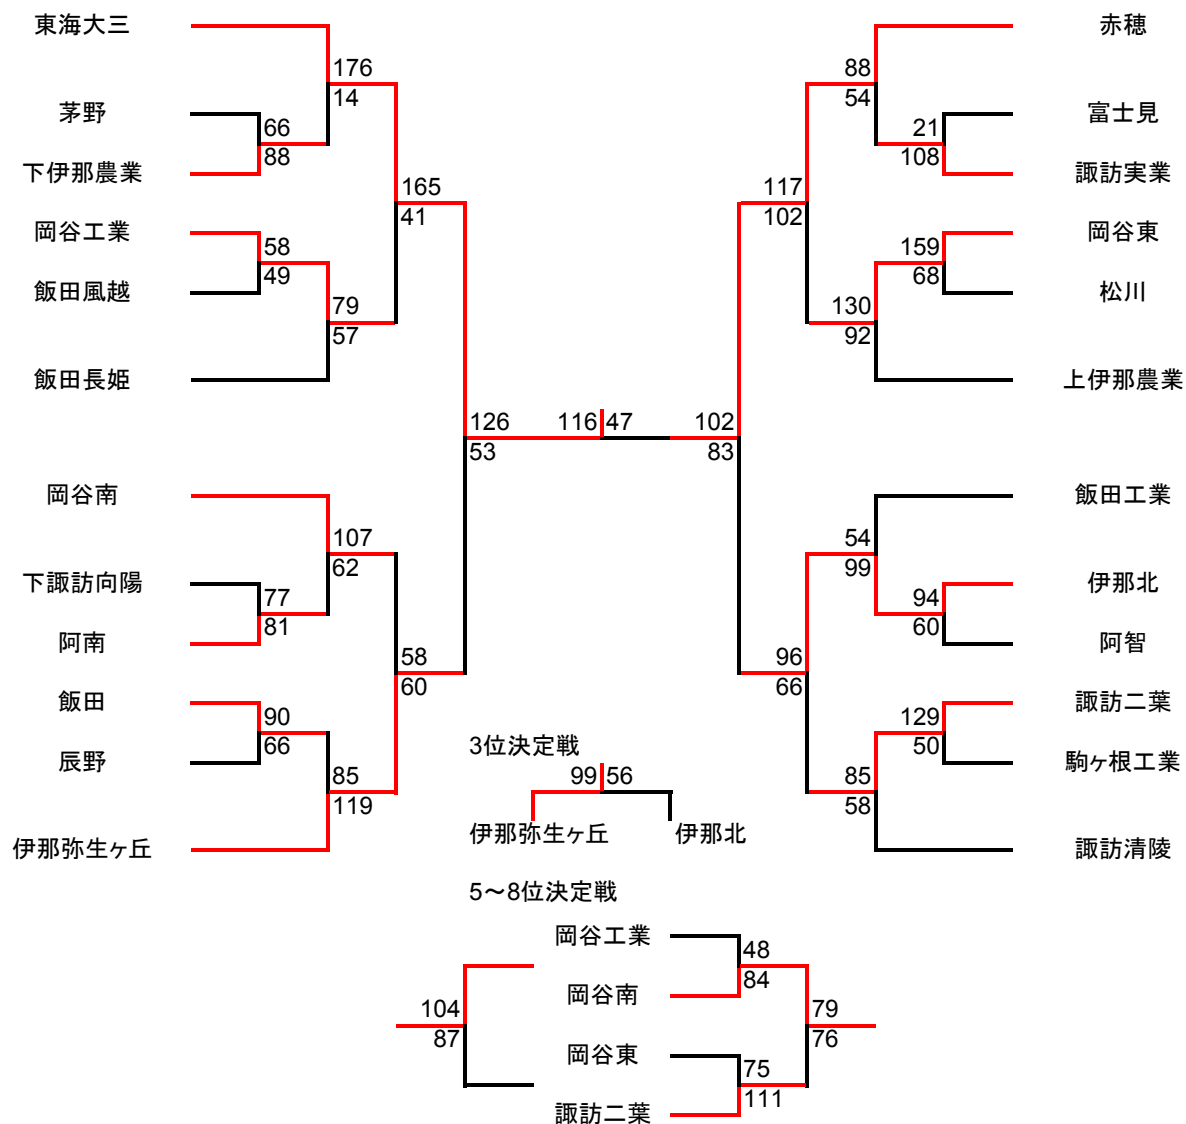 東海大三
赤穂
176
14
88
54
茅野
富士見
66
88
21
108
下伊那農業
諏訪実業
165
41
117
102
岡谷工業
岡谷東
58
49
159
68
飯田風越
松川
79
57
130
92
飯田長姫
上伊那農業
126
53
116
47
102
83
岡谷南
飯田工業
107
62
54
99
下諏訪向陽
伊那北
77
81
94
60
阿南
阿智
58
60
96
66
飯田
諏訪二葉
90
66
129
50
辰野
駒ヶ根工業
3位決定戦
85
119
99
56
85
58
伊那弥生ヶ丘
伊那弥生ヶ丘
伊那北
諏訪清陵
5～8位決定戦
岡谷工業
48
84
岡谷南
104
87
79
76
岡谷東
75
111
諏訪二葉